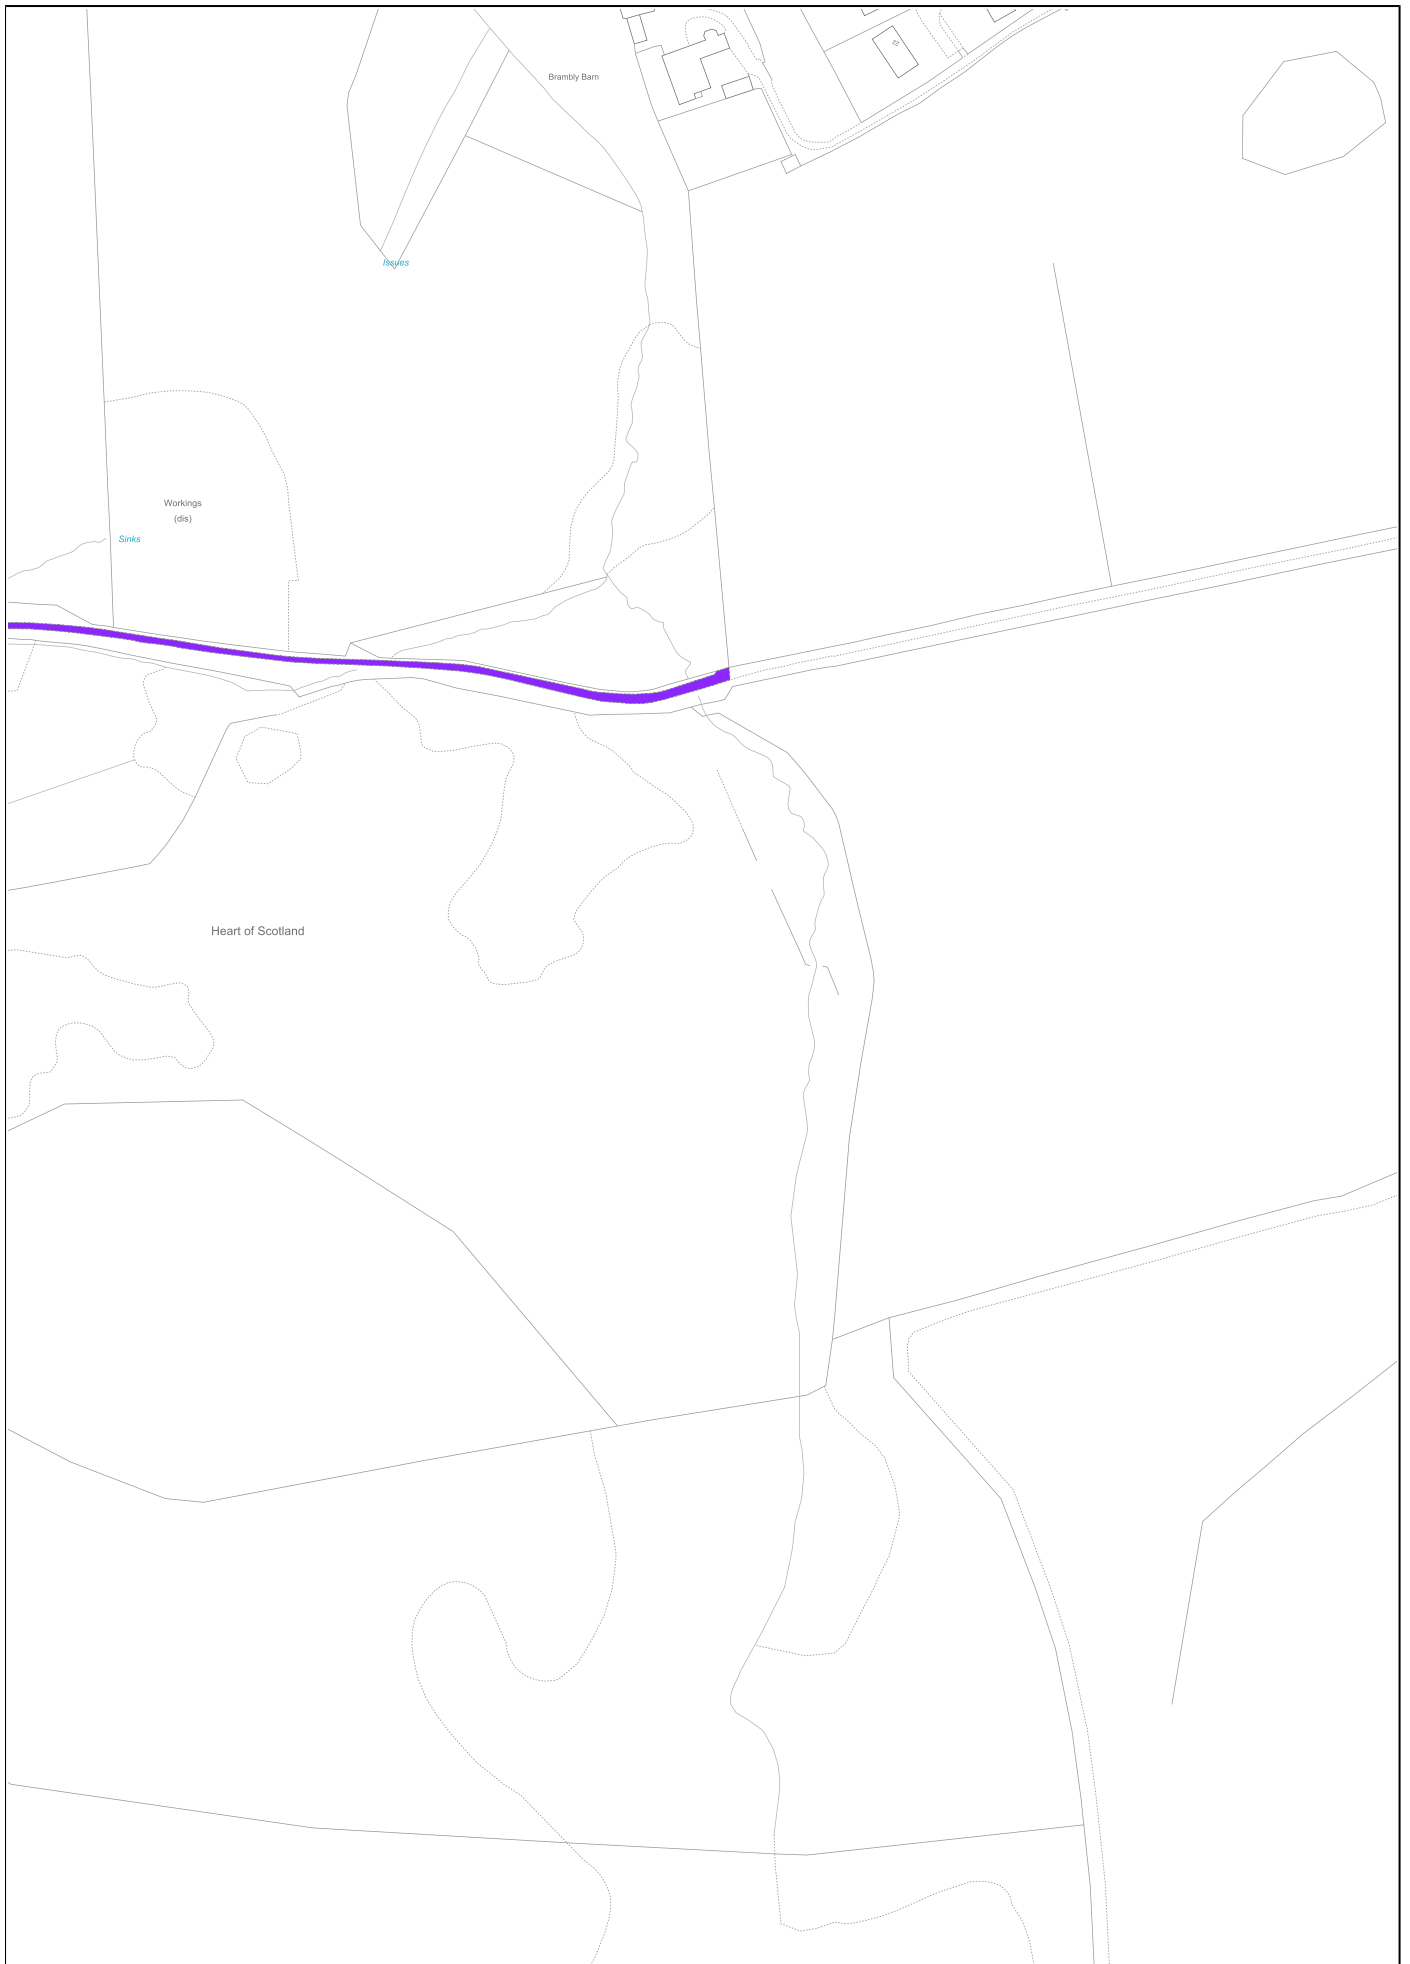 Brambly Barn
Issues
Workings
(dis)
Sinks
Heart of Scotland